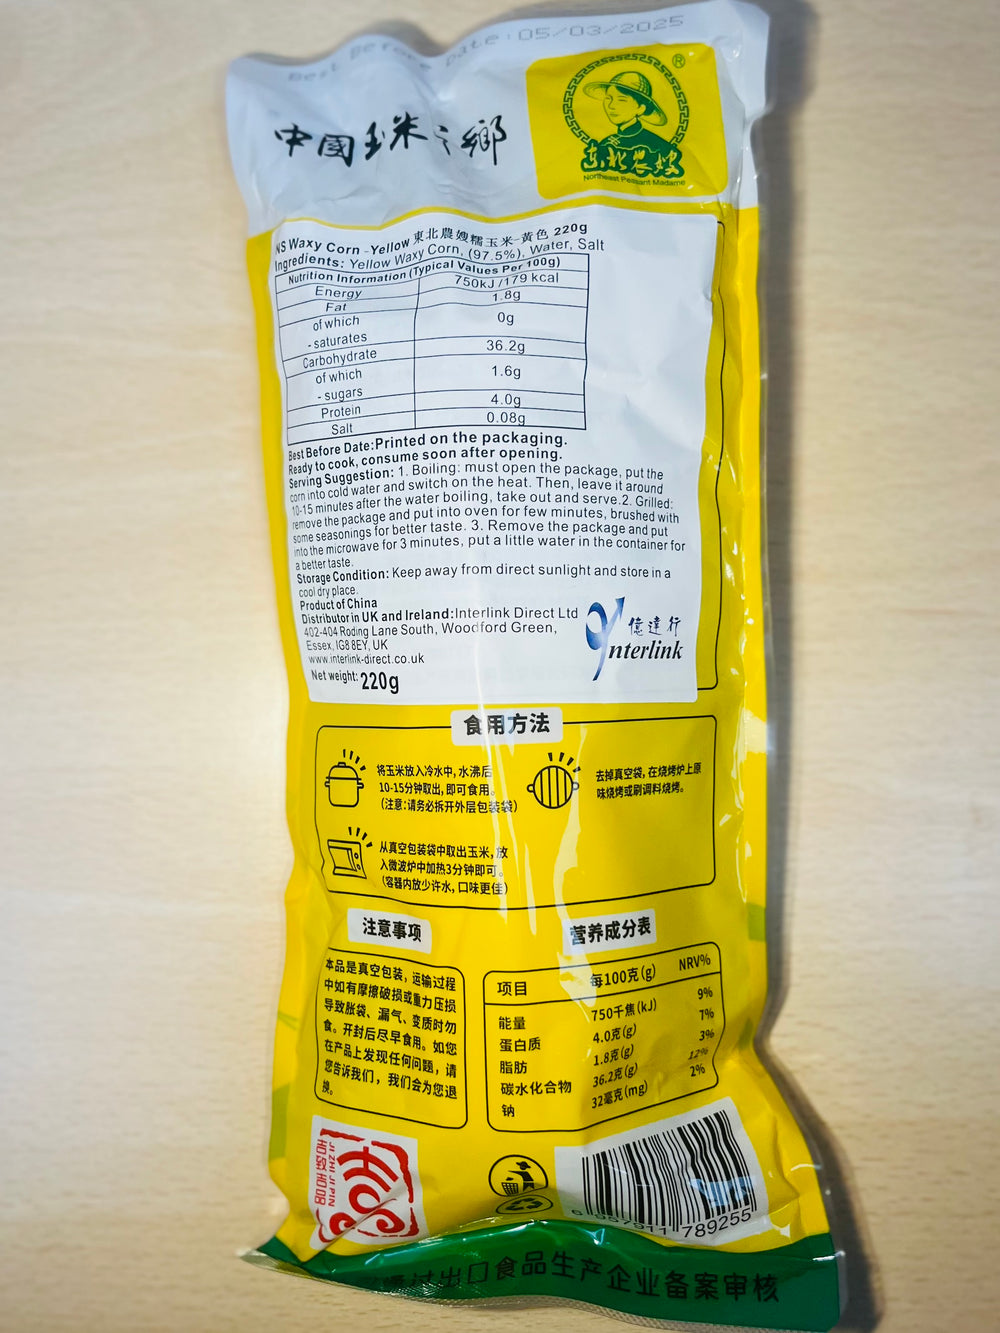 Best Before Date:05/03/2025
中國玉米之鄉
®
东北农嫂
Northeast Peasant Madame
NS Waxy Corn -Yellow 東北農嫂糯玉米-黃色 220g
Ingredients: Yellow Waxy Corn, (97.5%), Water, Salt
Nutrition Information (Typical Values Per 100g)
Energy 750kJ /179 kcal
Fat 1.8g
of which
- saturates 0g
Carbohydrate 36.2g
of which
- sugars 1.6g
Protein 4.0g
Salt 0.08g
Best Before Date:Printed on the packaging.
Ready to cook, consume soon after opening.
Serving Suggestion: 1. Boiling: must open the package, put the
corn into cold water and switch on the heat. Then, leave it around
10-15 minutes after the water boiling, take out and serve.2. Grilled:
remove the package and put into oven for few minutes, brushed with
some seasonings for better taste. 3. Remove the package and put
into the microwave for 3 minutes, put a little water in the container for
a better taste.
Storage Condition: Keep away from direct sunlight and store in a
cool dry place.
Product of China
Distributor in UK and Ireland:Interlink Direct Ltd
402-404 Roding Lane South, Woodford Green,
Essex, IG8 8EY, UK
www.interlink-direct.co.uk
Net weight: 220g
億達行
Interlink
食用方法
将玉米放入冷水中, 水沸后
10-15分钟取出, 即可食用。
(注意:请务必拆开外层包装袋)
去掉真空袋, 在烧烤炉上原
味烧烤或刷调料烧烤。
从真空包装袋中取出玉米, 放
入微波炉中加热3分钟即可。
(容器内放少许水, 口味更佳)
注意事项
本品是真空包装, 运输过程
中如有摩擦破损或重力压损
导致胀袋、漏气、变质时勿
食。开封后尽早食用。如您
在产品上发现任何问题, 请
您告诉我们, 我们会为您退
换。
营养成分表
项目 每100克(g) NRV%
能量 750千焦(kJ) 9%
蛋白质 4.0克(g) 7%
脂肪 1.8克(g) 3%
碳水化合物 36.2克(g) 12%
钠 32毫克(mg) 2%
吉致吉品
JIZHI JIPIN
6 957911 789255
通过出口食品生产企业备案审核